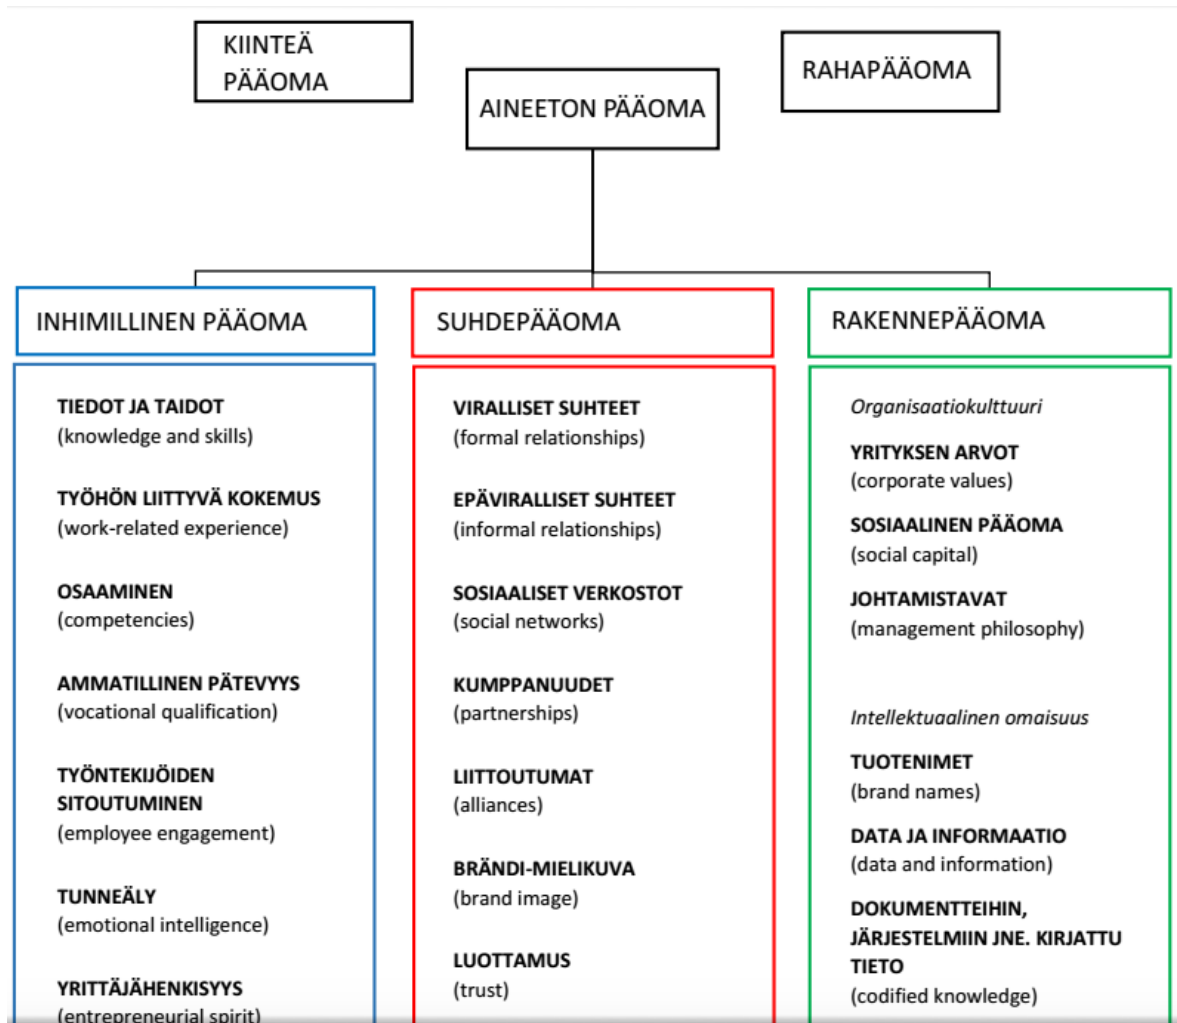 KIINTEÄ
PÄÄOMA
AINEETON PÄÄOMA
RAHAPÄÄOMA
INHIMILLINEN PÄÄOMA
TIEDOT JA TAIDOT
(knowledge and skills)
TYÖHÖN LIITTYVÄ KOKEMUS
(work-related experience)
OSAAMINEN
(competencies)
AMMATILLINEN PÄTEVYYS
(vocational qualification)
TYÖNTEKIJÖIDEN
SITOUTUMINEN
(employee engagement)
TUNNEÄLY
(emotional intelligence)
YRITTÄJÄHENKISYYS
(entrepreneurial spirit)
SUHDEPÄÄOMA
VIRALLISET SUHTEET
(formal relationships)
EPÄVIRALLISET SUHTEET
(informal relationships)
SOSIAALISET VERKOSTOT
(social networks)
KUMPPANUUDET
(partnerships)
LIITTOUTUMAT
(alliances)
BRÄNDI-MIELIKUVA
(brand image)
LUOTTAMUS
(trust)
RAKENNEPÄÄOMA
Organisaatiokulttuuri
YRITYKSEN ARVOT
(corporate values)
SOSIAALINEN PÄÄOMA
(social capital)
JOHTAMISTAVAT
(management philosophy)
Intellektuaalinen omaisuus
TUOTENIMET
(brand names)
DATA JA INFORMAATIO
(data and information)
DOKUMENTTEIHIN,
JÄRJESTELMIIN JNE. KIRJATTU
TIETO
(codified knowledge)